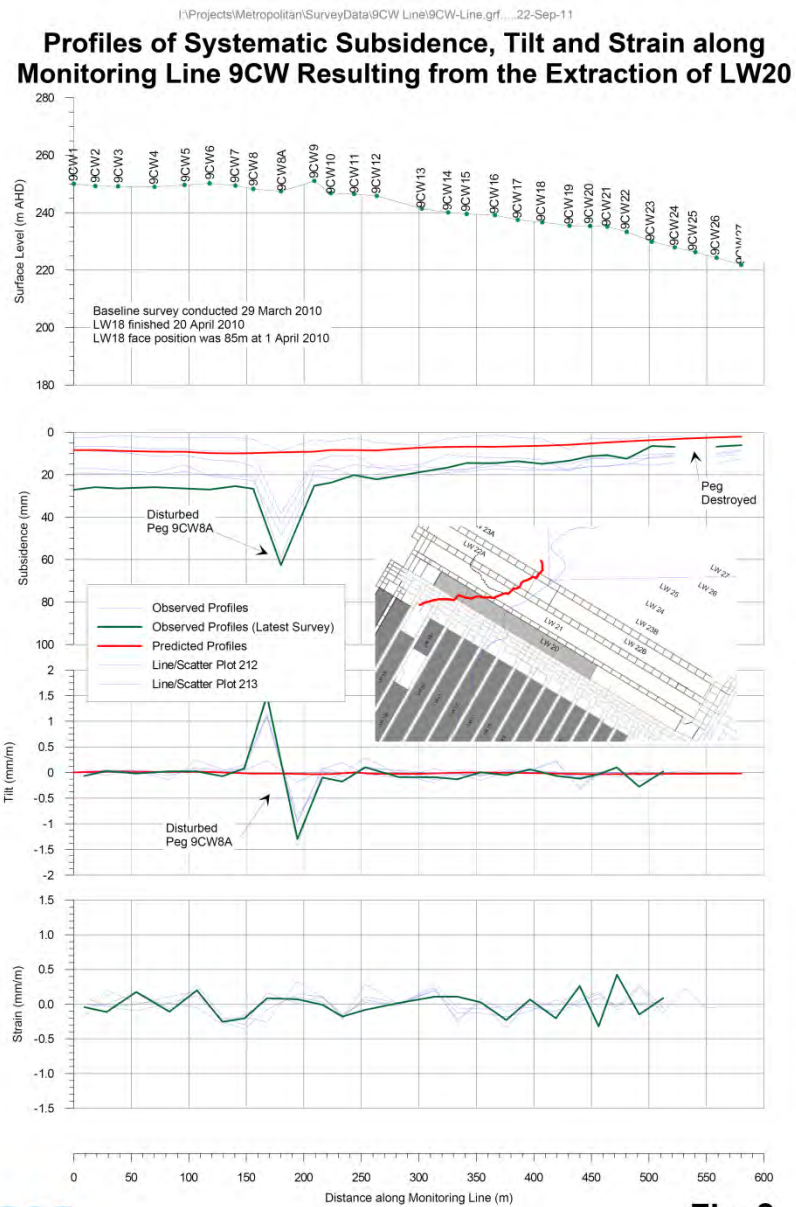 I:\Projects\Metropolitan\SurveyData\9CW Line\9CW-Line.grf.....22-Sep-11
Profiles of Systematic Subsidence, Tilt and Strain along
Monitoring Line 9CW Resulting from the Extraction of LW20
280
260
240
220
200
180
Surface Level (m AHD)
9CW1
9CW2
9CW3
9CW4
9CW5
9CW6
9CW7
9CW8
9CW8A
9CW9
9CW10
9CW11
9CW12
9CW13
9CW14
9CW15
9CW16
9CW17
9CW18
9CW19
9CW20
9CW21
9CW22
9CW23
9CW24
9CW25
9CW26
9CW27
Baseline survey conducted 29 March 2010
LW18 finished 20 April 2010
LW18 face position was 85m at 1 April 2010
0
20
40
60
80
100
Subsidence (mm)
Disturbed
Peg 9CW8A
Peg
Destroyed
LW 22A
LW 27
LW 26
LW 25
LW 24
LW 23B
LW 22B
LW 21
LW 20
Observed Profiles
Observed Profiles (Latest Survey)
Predicted Profiles
Line/Scatter Plot 212
Line/Scatter Plot 213
2
1.5
1
0.5
0
-0.5
-1
-1.5
-2
Tilt (mm/m)
Disturbed
Peg 9CW8A
1.5
1.0
0.5
0.0
-0.5
-1.0
-1.5
Strain (mm/m)
0 50 100 150 200 250 300 350 400 450 500 550 600
Distance along Monitoring Line (m)